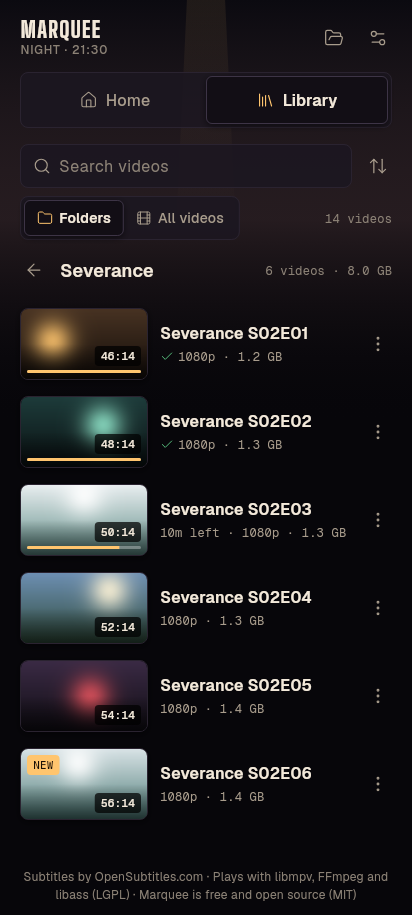 MARQUEE
NIGHT · 21:30
Home
Library
Search videos
Folders
All videos
14 videos
Severance
6 videos · 8.0 GB
46:14
Severance S02E01
1080p · 1.2 GB
48:14
Severance S02E02
1080p · 1.3 GB
50:14
Severance S02E03
10m left · 1080p · 1.3 GB
52:14
Severance S02E04
1080p · 1.3 GB
54:14
Severance S02E05
1080p · 1.4 GB
NEW
56:14
Severance S02E06
1080p · 1.4 GB
Subtitles by OpenSubtitles.com · Plays with libmpv, FFmpeg and
libass (LGPL) · Marquee is free and open source (MIT)